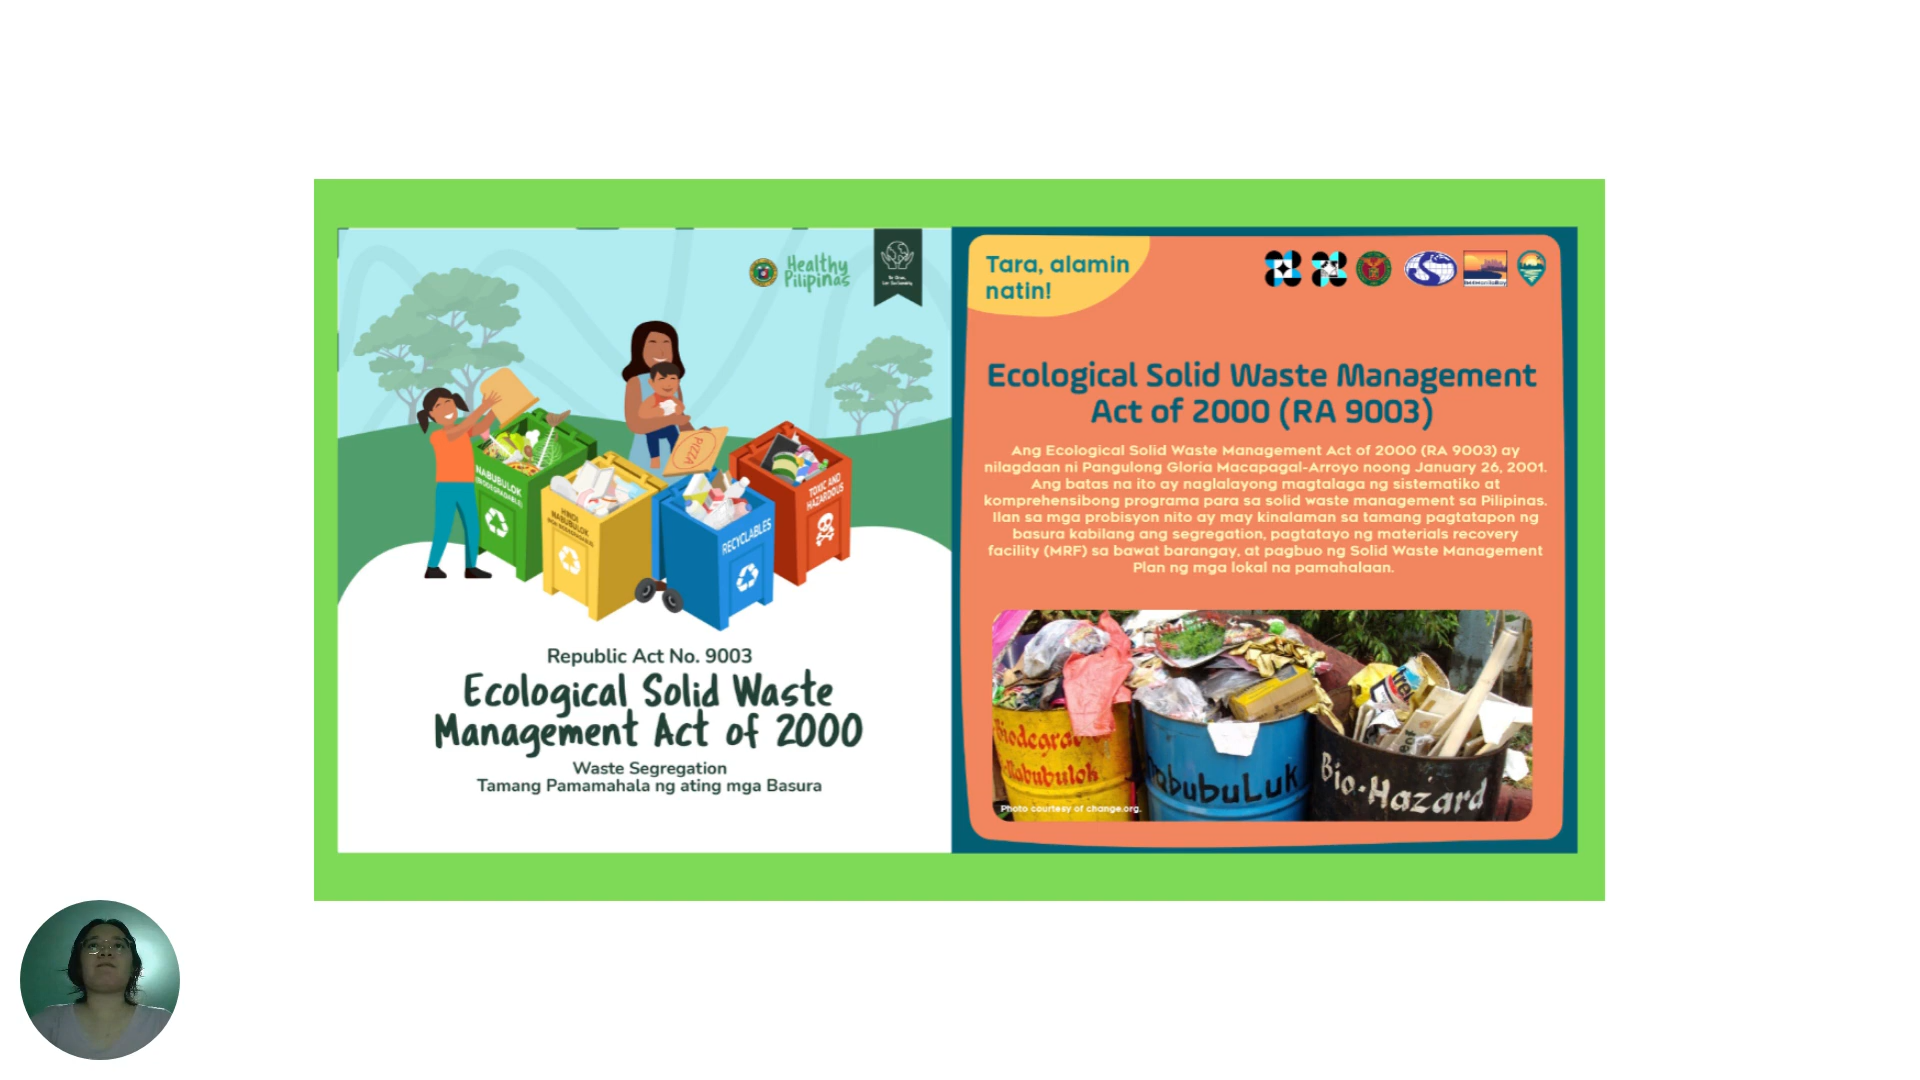 Healthy
Pilipinas
PIZZA
NABUBULOK
(BIODEGRADABLE)
HINDI
NABUBULOK
(NON BIODEGRADABLE)
RECYCLABLES
TOXIC AND
HAZARDOUS
Republic Act No. 9003
Ecological Solid Waste
Management Act of 2000
Waste Segregation
Tamang Pamamahala ng ating mga Basura
Tara, alamin
natin!
Ecological Solid Waste Management
Act of 2000 (RA 9003)
Ang Ecological Solid Waste Management Act of 2000 (RA 9003) ay
nilagdaan ni Pangulong Gloria Macapagal-Arroyo noong January 26, 2001.
Ang batas na ito ay naglalayong magtalaga ng sistematiko at
komprehensibong programa para sa solid waste management sa Pilipinas.
Ilan sa mga probisyon nito ay may kinalaman sa tamang pagtatapon ng
basura kabilang ang segregation, pagtatayo ng materials recovery
facility (MRF) sa bawat barangay, at pagbuo ng Solid Waste Management
Plan ng mga lokal na pamahalaan.
Nabubulok
Bio-Hazard
Photo courtesy of change.org.